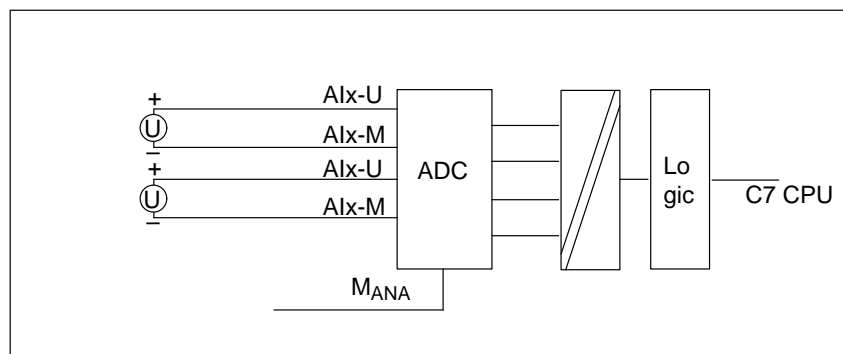 + AIx-U
U
− AIx-M
+ AIx-U
U
− AIx-M
ADC
Lo
gic
C7 CPU
MANA